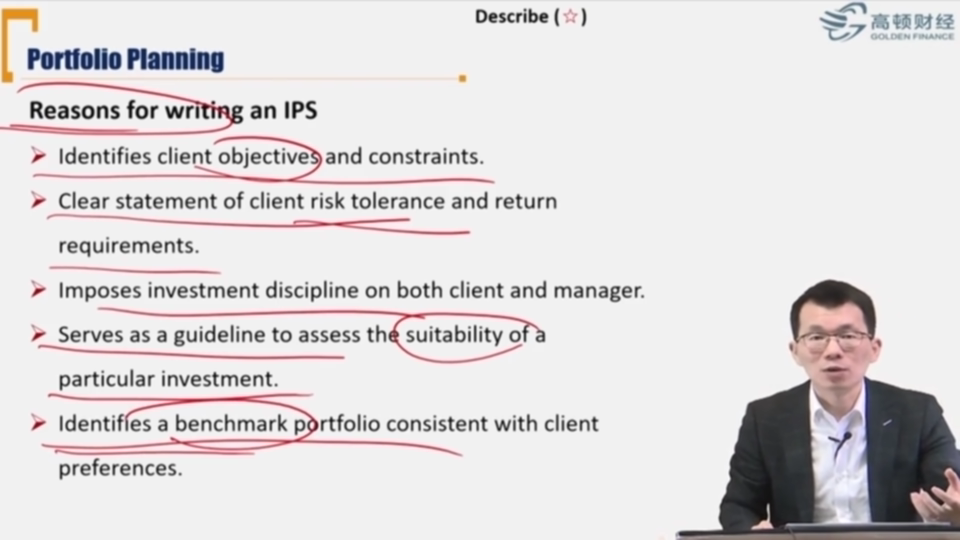 Describe (☆)
高顿财经
GOLDEN FINANCE
Portfolio Planning
Reasons for writing an IPS
➤ Identifies client objectives and constraints.
➤ Clear statement of client risk tolerance and return
requirements.
➤ Imposes investment discipline on both client and manager.
➤ Serves as a guideline to assess the suitability of a
particular investment.
➤ Identifies a benchmark portfolio consistent with client
preferences.